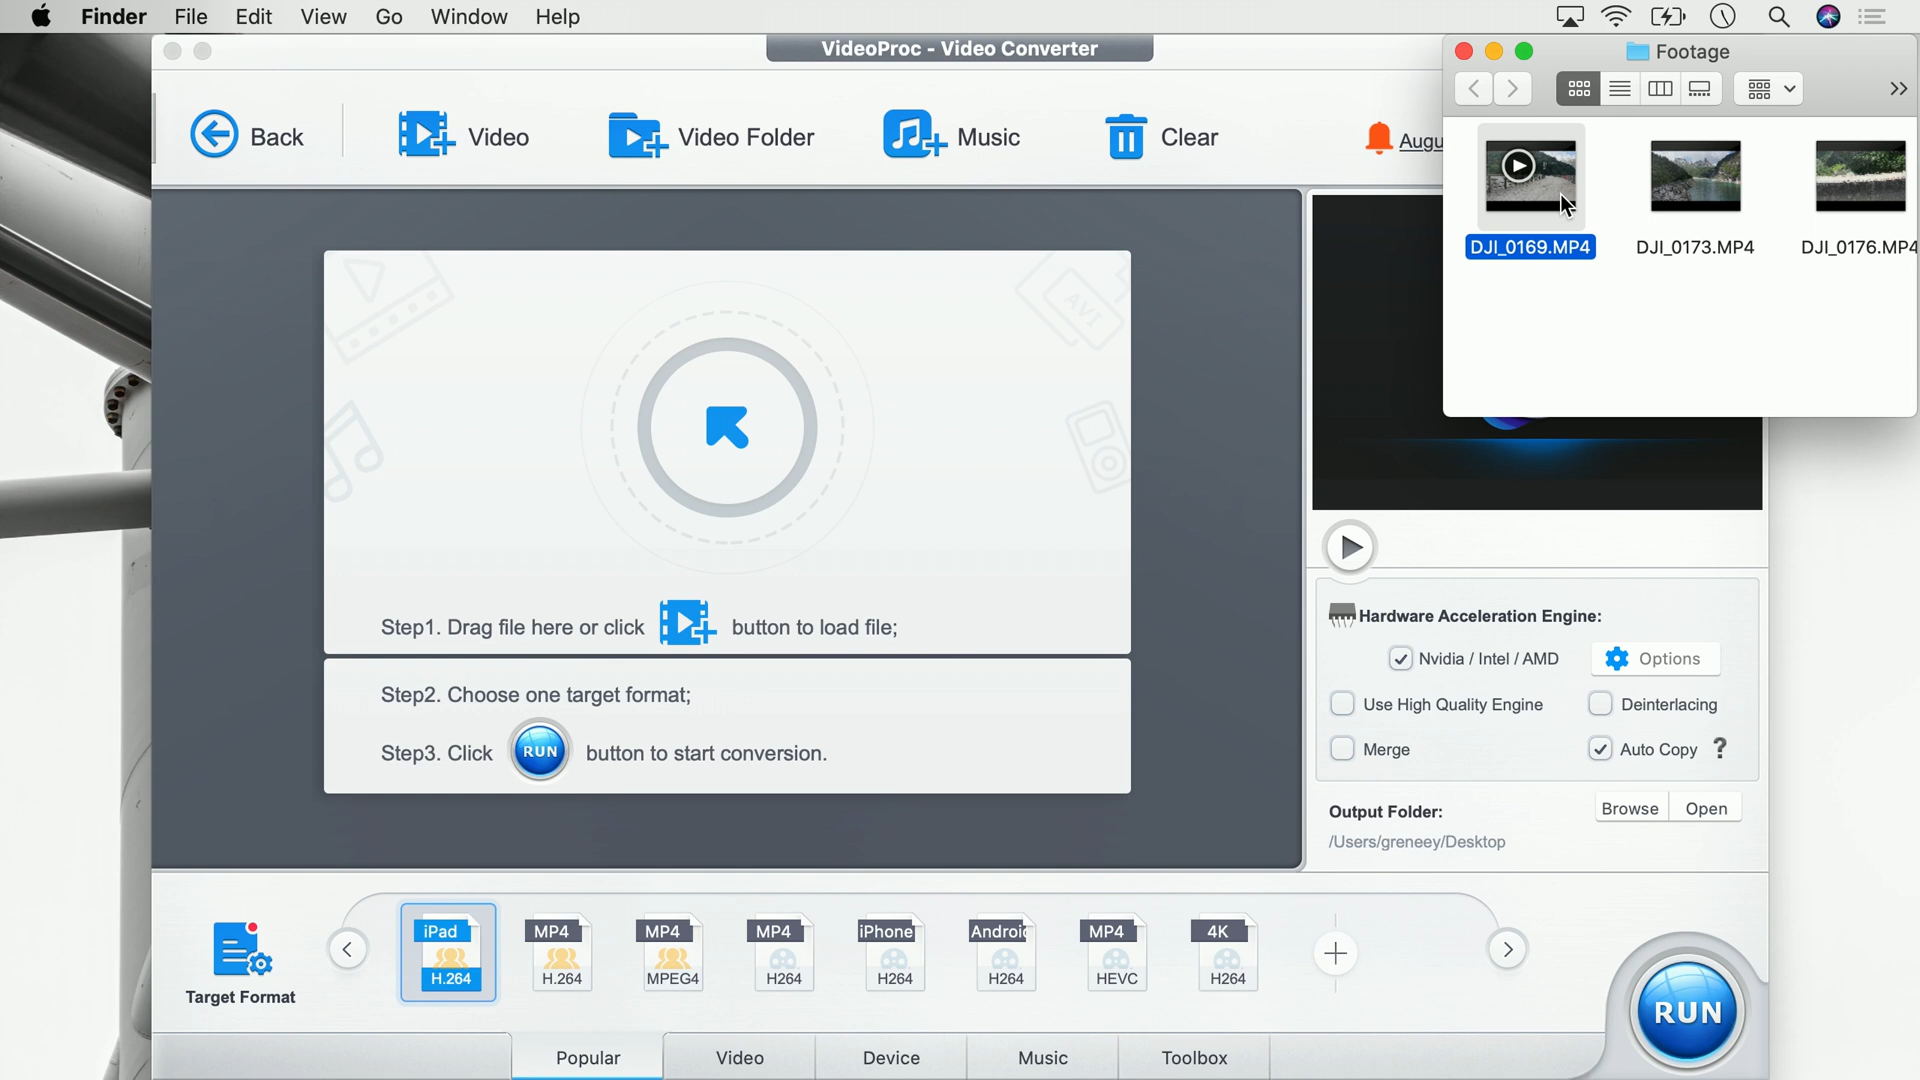 Finder File Edit View Go Window Help
VideoProc - Video Converter
Footage
Back
Video
Video Folder
Music
Clear
Augu
DJI_0169.MP4
DJI_0173.MP4
DJI_0176.MP4
AVI
Step1. Drag file here or click button to load file;
Step2. Choose one target format;
Step3. Click RUN button to start conversion.
Hardware Acceleration Engine:
Nvidia / Intel / AMD
Options
Use High Quality Engine
Deinterlacing
Merge
Auto Copy ?
Output Folder:
Browse
Open
/Users/greneey/Desktop
Target Format
iPad
H.264
MP4
H.264
MP4
MPEG4
MP4
H264
iPhone
H264
Androic
H264
MP4
HEVC
4K
H264
RUN
Popular
Video
Device
Music
Toolbox